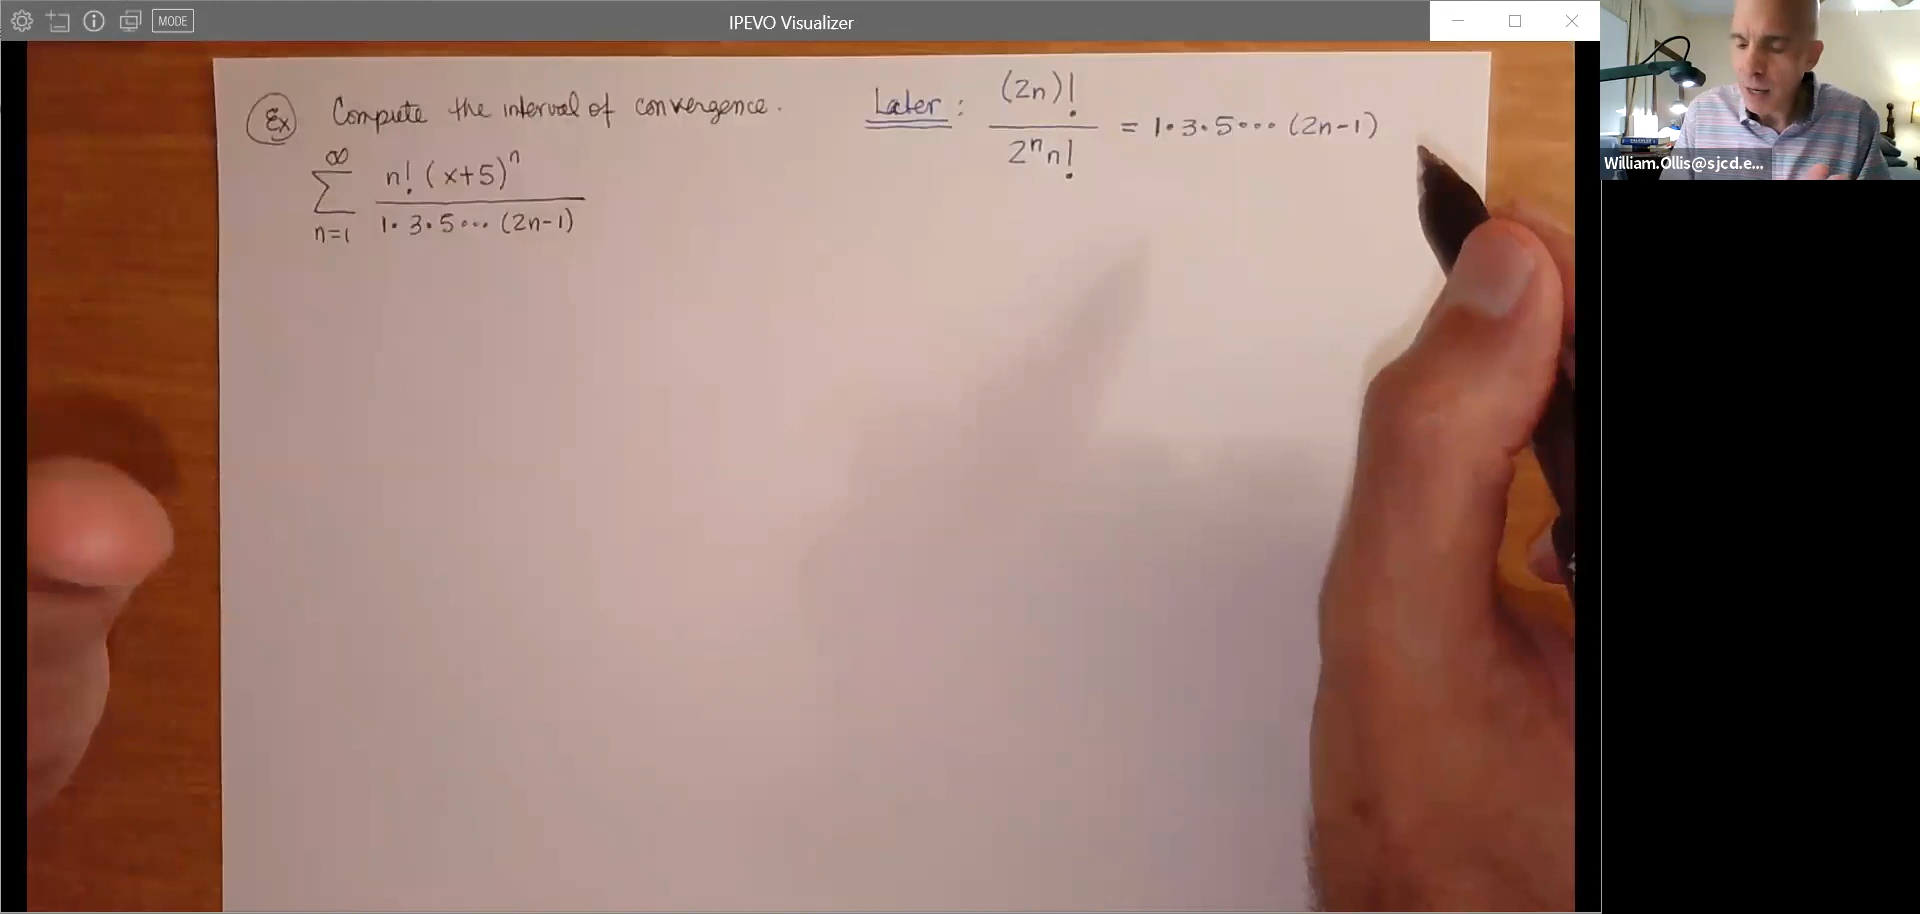 MODE
IPEVO Visualizer
Ex Compute the interval of convergence.
∞
Σ n! (x+5)^n
n=1 1·3·5··· (2n-1)
Later: (2n)! / 2^n n! = 1·3·5··· (2n-1)
William.Ollis@sjcd.e...